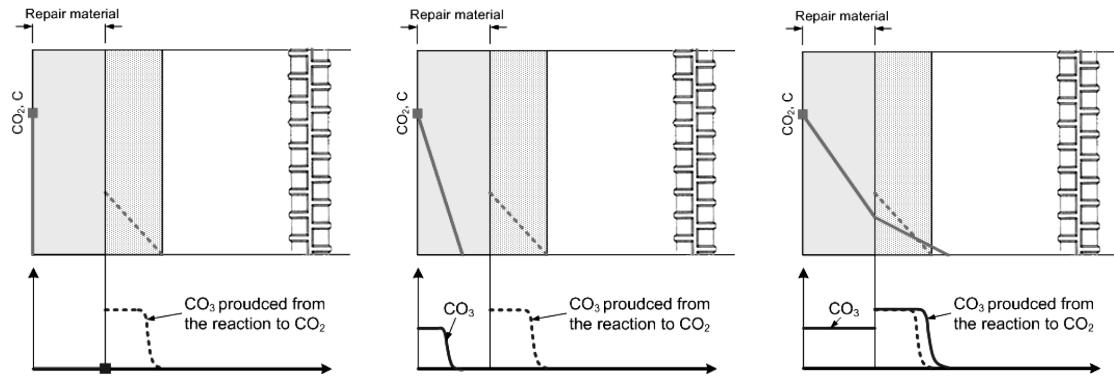 Repair material
CO2, C
CO3 proudced from
the reaction to CO2
Repair material
CO2, C
CO3
CO3 proudced from
the reaction to CO2
Repair material
CO2, C
CO3
CO3 proudced from
the reaction to CO2